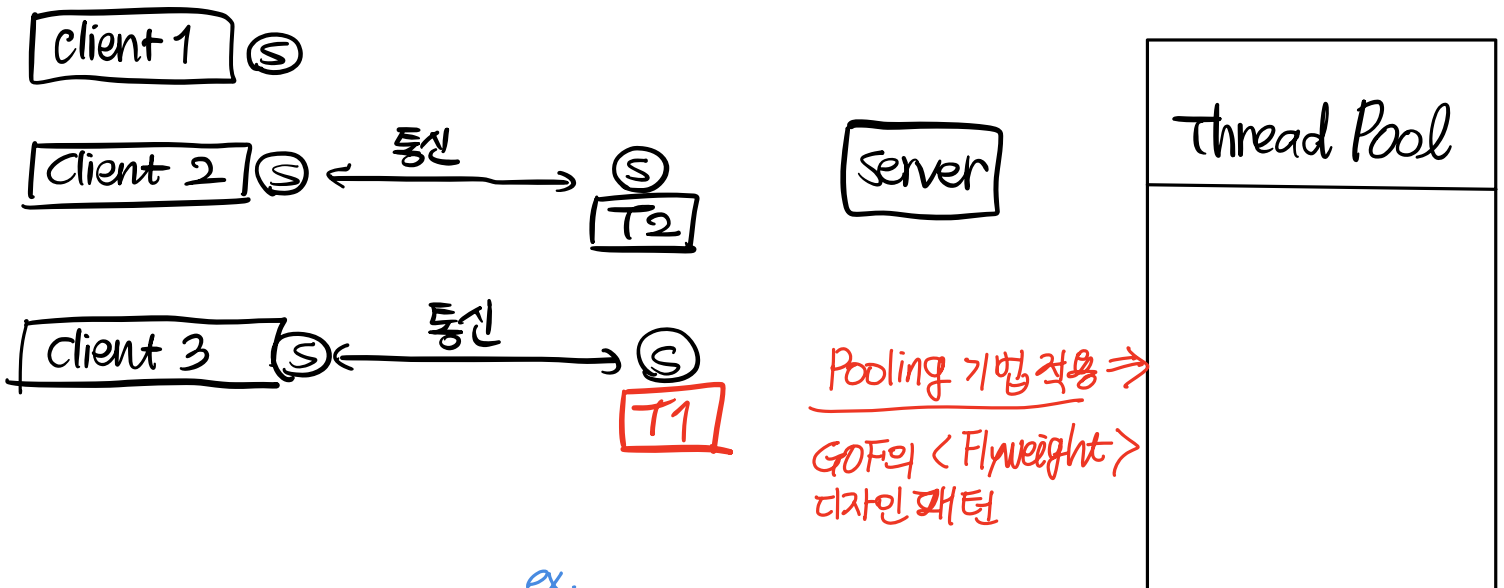 Client 1
S
Client 2
S
통신
S
T2
Server
Thread Pool
Client 3
S
통신
S
T1
Pooling 기법 적용 ⇒
GOF의 <Flyweight>
디자인 패턴
ex.